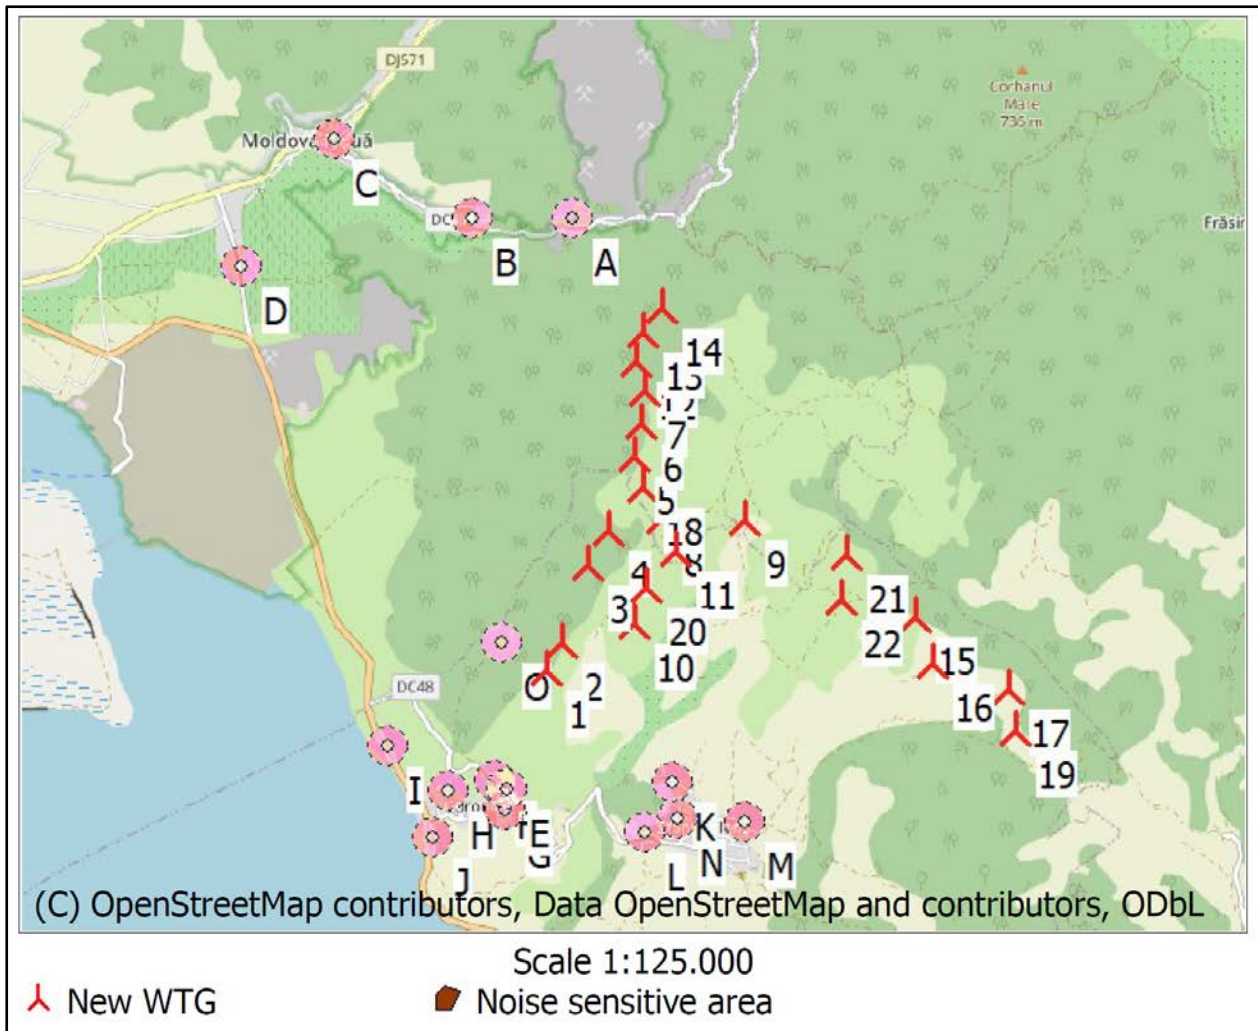 DJ571
Corhanul
Mare
736 m
C
B
A
Frăsin
D
14
7
6
5
18
9
4
8
3
11
21
20
22
10
15
O
2
DC48
1
16
17
19
I
H
E
K
G
N
M
J
L
(C) OpenStreetMap contributors, Data OpenStreetMap and contributors, ODbL
Scale 1:125.000
New WTG
Noise sensitive area